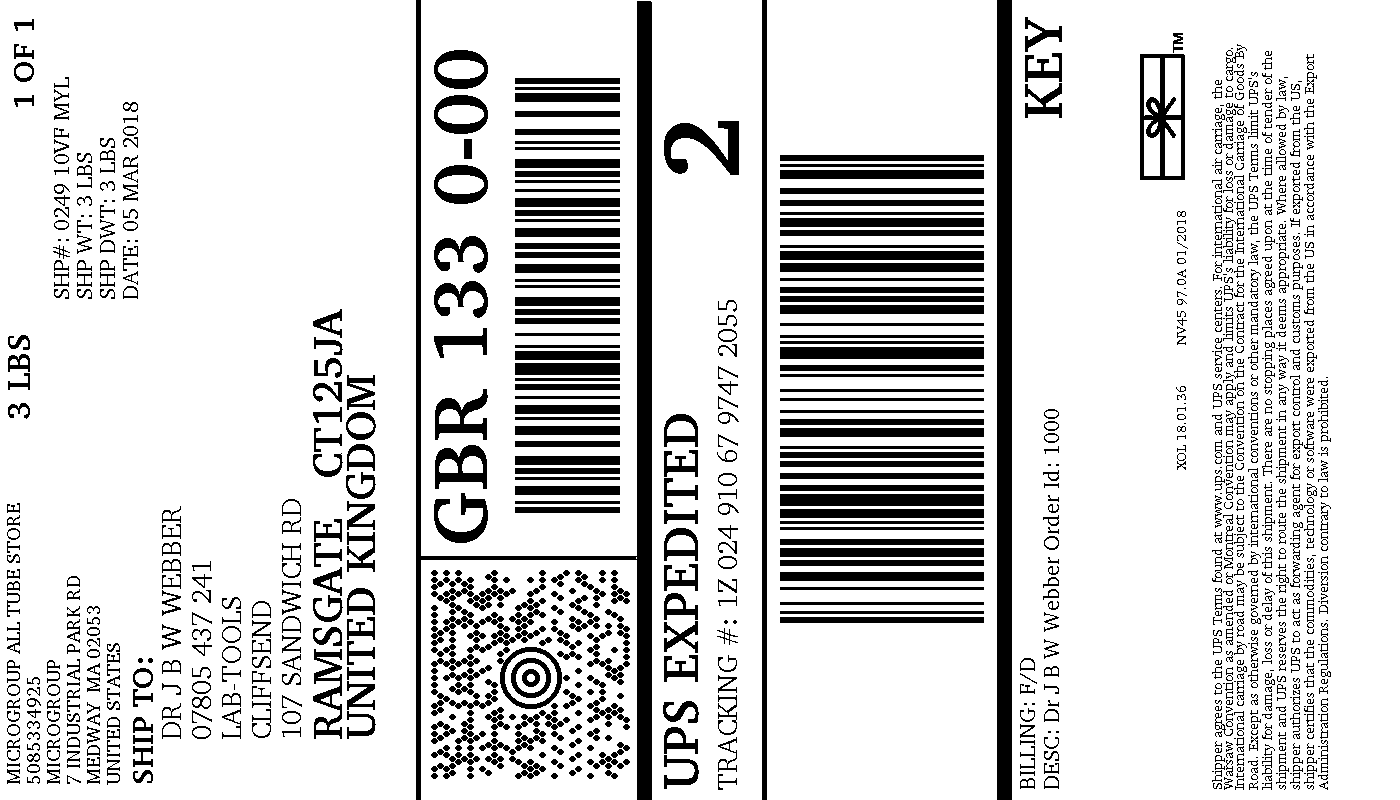 MICROGROUP ALL TUBE STORE
5085334925
MICROGROUP
7 INDUSTRIAL PARK RD
MEDWAY MA 02053
UNITED STATES
3 LBS
1 OF 1
SHP#: 0249 10VF MYL
SHP WT: 3 LBS
SHP DWT: 3 LBS
DATE: 05 MAR 2018
SHIP TO:
DR J B W WEBBER
07805 437 241
LAB-TOOLS
CLIFFSEND
107 SANDWICH RD
RAMSGATE CT125JA
UNITED KINGDOM
GBR 133 0-00
UPS EXPEDITED
TRACKING #: 1Z 024 910 67 9747 2055
2
BILLING: F/D
DESC: Dr J B W Webber Order Id: 1000
KEY
XOL 18.01.36 NV45 97.0A 01/2018
TM
Shipper agrees to the UPS Terms found at www.ups.com and UPS service centers. For international air carriage, the
Warsaw Convention as amended or Montreal Convention may apply and limits UPS's liability for loss or damage to cargo.
International carriage by road may be subject to the Convention on the Contract for the International Carriage of Goods By
Road. Except as otherwise governed by international conventions or other mandatory law, the UPS Terms limit UPS's
liability for damage, loss or delay of this shipment. There are no stopping places agreed upon at the time of tender of the
shipment and UPS reserves the right to route the shipment in any way it deems appropriate. Where allowed by law,
shipper authorizes UPS to act as forwarding agent for export control and customs purposes. If exported from the US,
shipper certifies that the commodities, technology or software were exported from the US in accordance with the Export
Administration Regulations. Diversion contrary to law is prohibited.